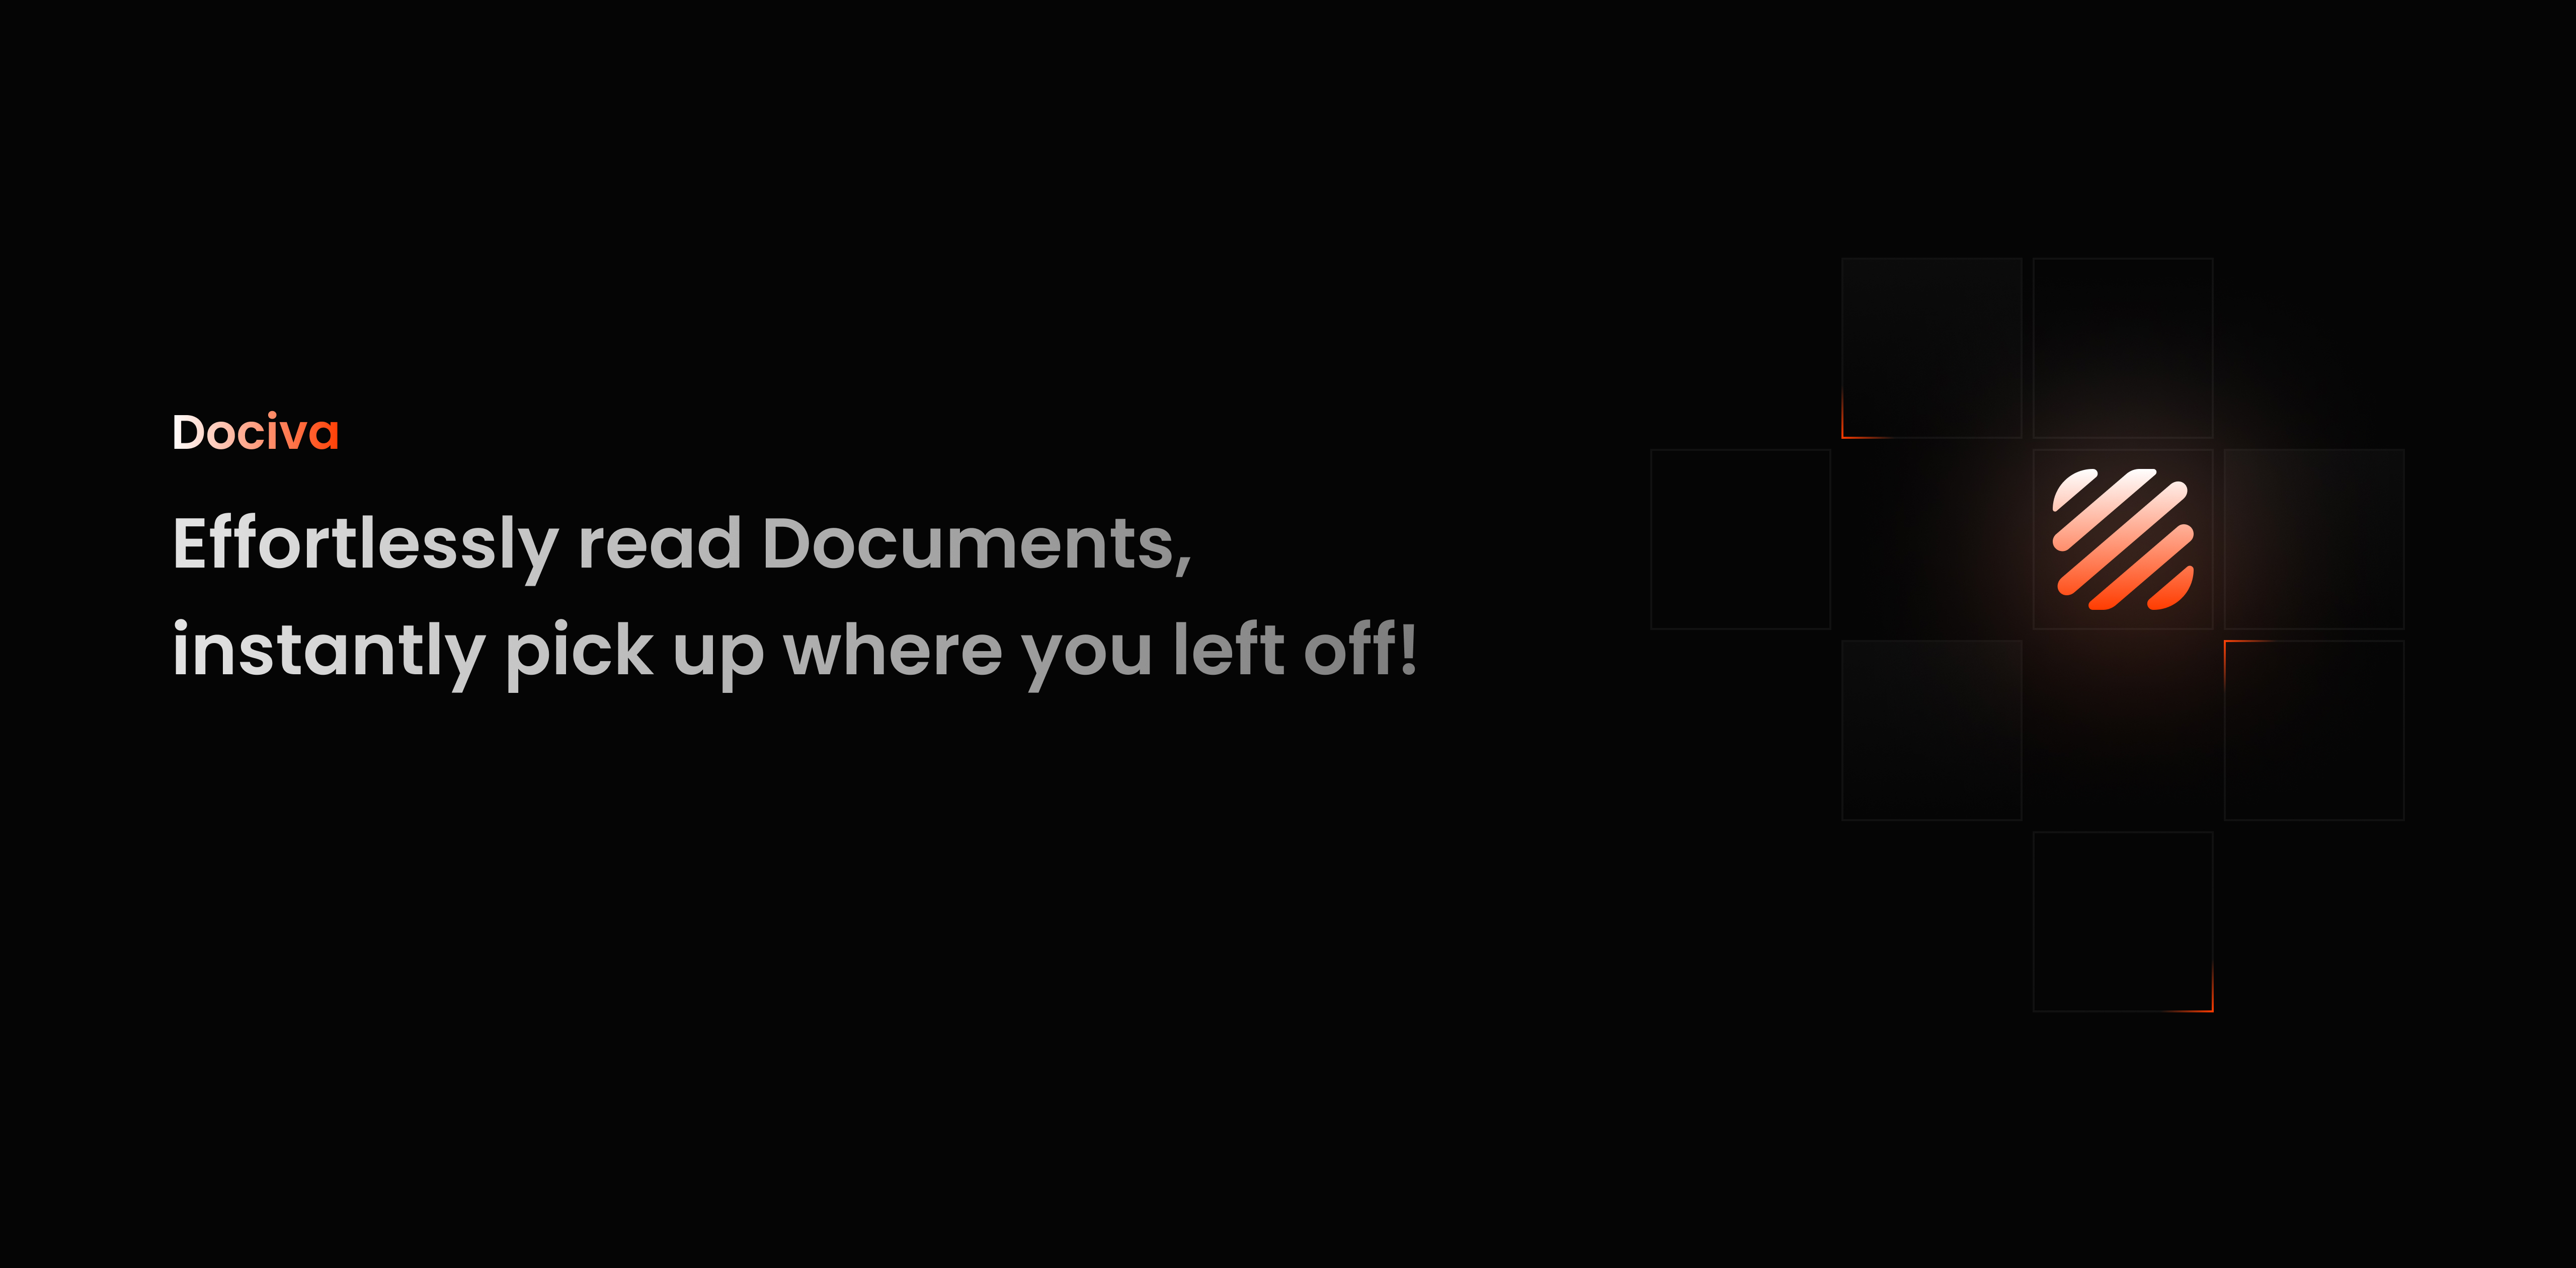 Dociva
Effortlessly read Documents,
instantly pick up where you left off!